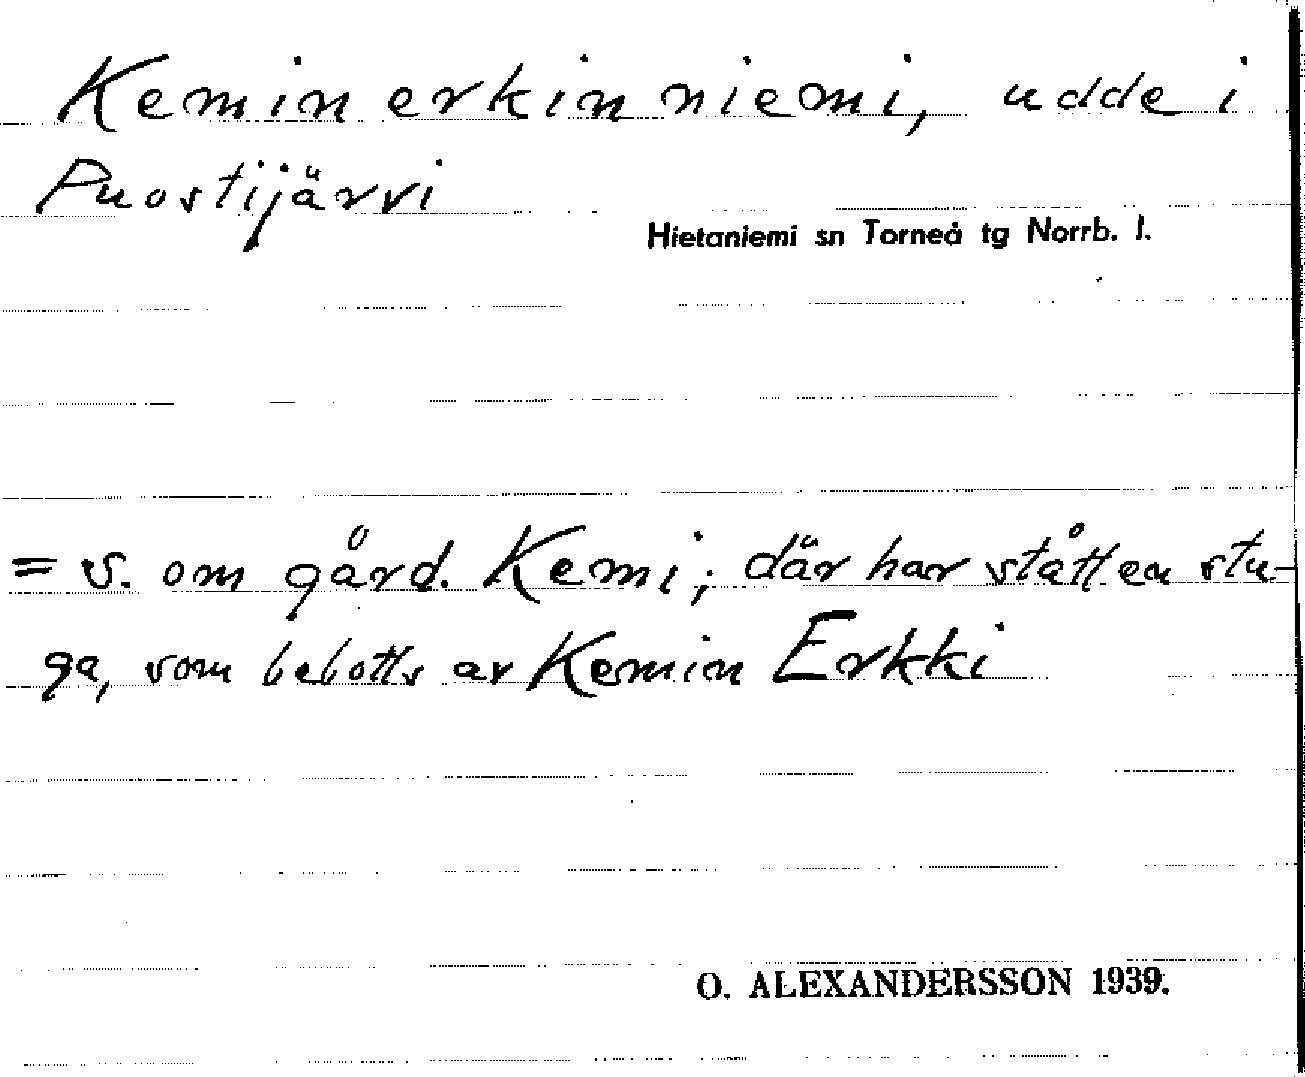 Keminerkinniemi, udde i
Puostijärvi
Hietaniemi sn Torneå tg Norrb. l.
= s. om gård. Kemi; där har stått en stu-
ga, som bebotts av Kemin Erkki
O. ALEXANDERSSON 1939.